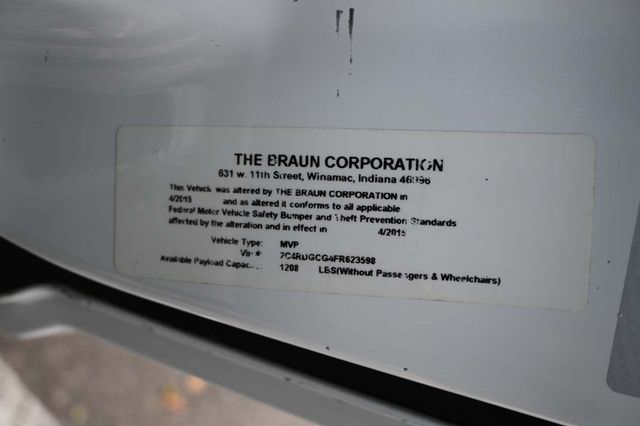 THE BRAUN CORPORATION
631 w. 11th Street, Winamac, Indiana 46996
This Vehicle was altered by THE BRAUN CORPORATION in
4/2015 and as altered it conforms to all applicable
Federal Motor Vehicle Safety Bumper and Theft Prevention Standards
affected by the alteration and in effect in 4/2015
Vehicle Type: MVP
Vin #: 2C4RDGCG4FR623598
Available Payload Capac 1208 LBS(Without Passengers & Wheelchairs)